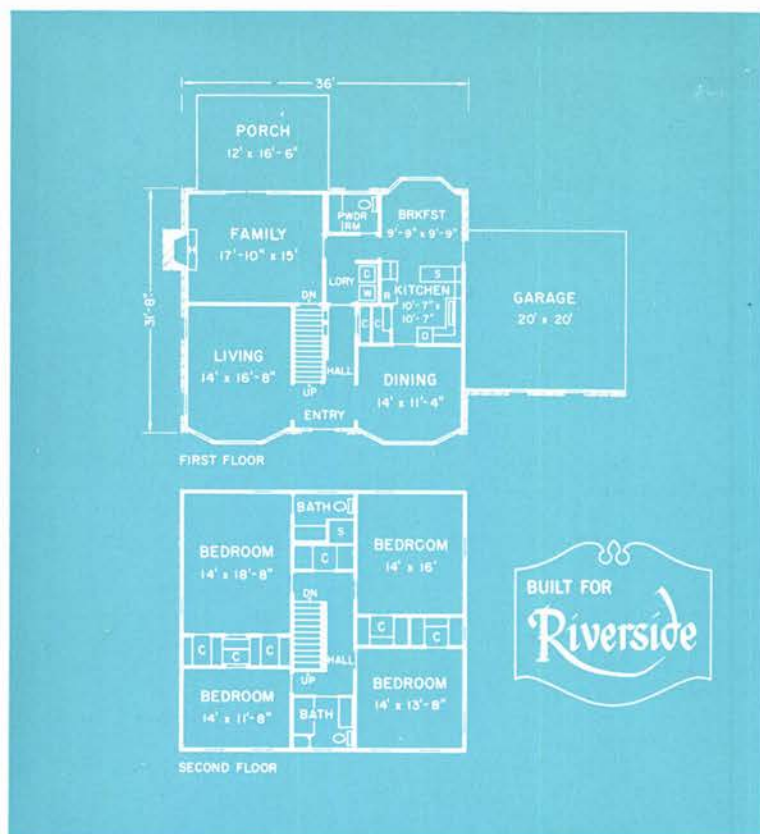 36'
PORCH
12' x 16'-6"
31'-8"
PWDR
RM
BRKFST
9'-9" x 9'-9"
FAMILY
17'-10" x 15'
H
LDRY
D
W
R
S
KITCHEN
10'-7" x
10'-7"
GARAGE
20' x 20'
DN
C
C
O
LIVING
14' x 16'-8"
HALL
UP
DINING
14' x 11'-4"
ENTRY
FIRST FLOOR
BATH
S
BEDROOM
14' x 18'-8"
C
BEDROOM
14' x 16'
DN
C
C
C
C
C
HALL
UP
BEDROOM
14' x 11'-8"
BEDROOM
14' x 13'-8"
BATH
SECOND FLOOR
BUILT FOR
Riverside